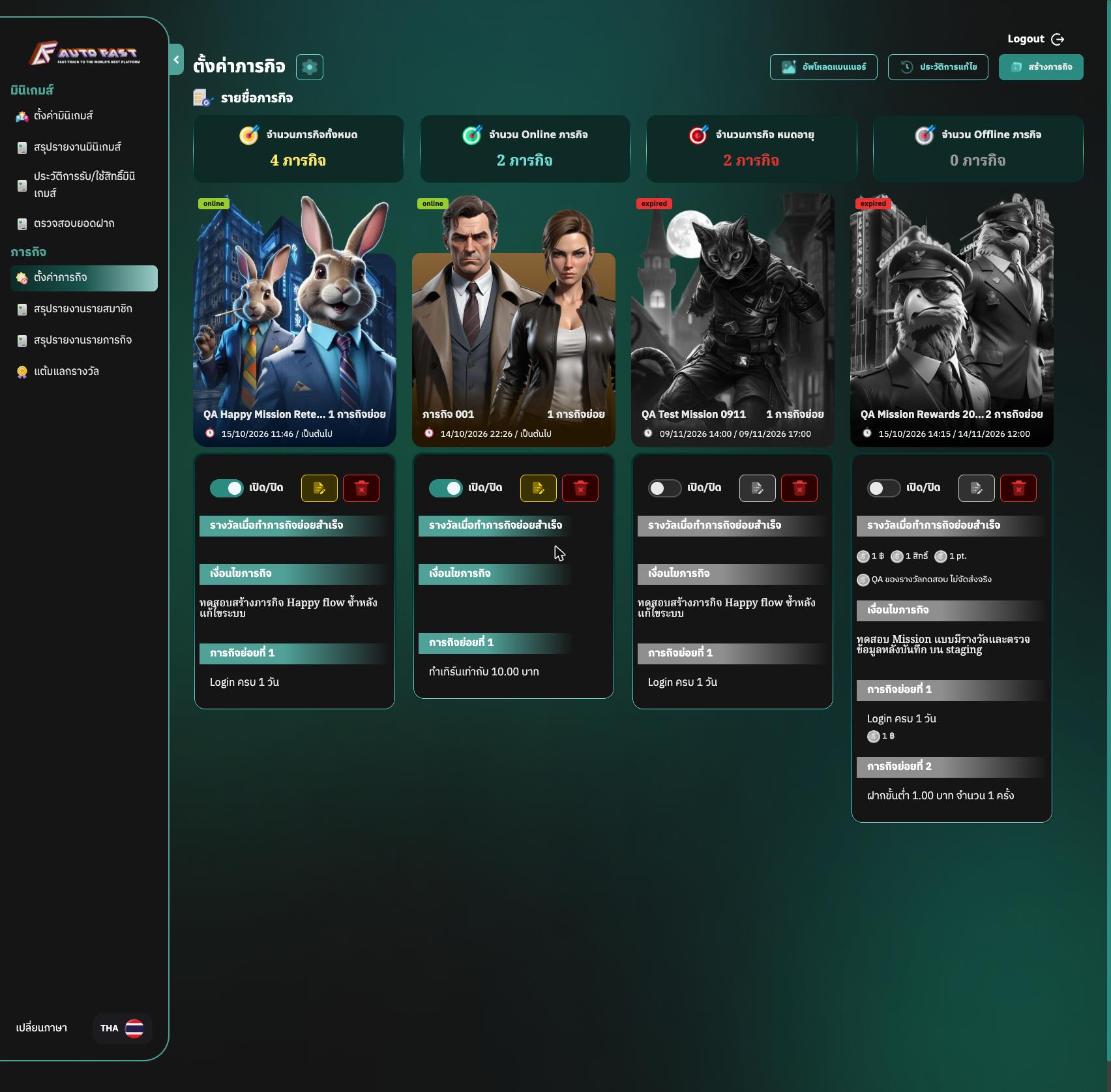 AUTO FAST
FAST TRACK TO THE WORLD'S BEST PLATFORM
มินิเกมส์
ตั้งค่ามินิเกมส์
สรุปรายงานมินิเกมส์
ประวัติการรับ/ใช้สิทธิ์มินิ
เกมส์
ตรวจสอบยอดฝาก
ภารกิจ
ตั้งค่าภารกิจ
สรุปรายงานรายสมาชิก
สรุปรายงานรายภารกิจ
แต้มแลกรางวัล
เปลี่ยนภาษา THA
Logout
ตั้งค่าภารกิจ
อัพโหลดแบนเนอร์ ประวัติการแก้ไข สร้างภารกิจ
รายชื่อภารกิจ
จำนวนภารกิจทั้งหมด
4 ภารกิจ
จำนวน Online ภารกิจ
2 ภารกิจ
จำนวนภารกิจ หมดอายุ
2 ภารกิจ
จำนวน Offline ภารกิจ
0 ภารกิจ
online
QA Happy Mission Rete... 1 ภารกิจย่อย
15/10/2026 11:46 / เป็นต้นไป
เปิด/ปิด
รางวัลเมื่อทำภารกิจย่อยสำเร็จ
เงื่อนไขภารกิจ
ทดสอบสร้างภารกิจ Happy flow ซ้ำหลัง
แก้ไขระบบ
ภารกิจย่อยที่ 1
Login ครบ 1 วัน
online
ภารกิจ 001 1 ภารกิจย่อย
14/10/2026 22:26 / เป็นต้นไป
เปิด/ปิด
รางวัลเมื่อทำภารกิจย่อยสำเร็จ
เงื่อนไขภารกิจ
ภารกิจย่อยที่ 1
ทำเทิร์นเท่ากับ 10.00 บาท
expired
QA Test Mission 0911 1 ภารกิจย่อย
09/11/2026 14:00 / 09/11/2026 17:00
เปิด/ปิด
รางวัลเมื่อทำภารกิจย่อยสำเร็จ
เงื่อนไขภารกิจ
ทดสอบสร้างภารกิจ Happy flow ซ้ำหลัง
แก้ไขระบบ
ภารกิจย่อยที่ 1
Login ครบ 1 วัน
expired
QA Mission Rewards 20... 2 ภารกิจย่อย
15/10/2026 14:15 / 14/11/2026 12:00
เปิด/ปิด
รางวัลเมื่อทำภารกิจย่อยสำเร็จ
1 ฿ 1 สิทธิ์ 1 pt.
QA ของรางวัลทดสอบ ไม่จัดส่งจริง
เงื่อนไขภารกิจ
ทดสอบ Mission แบบมีรางวัลและตรวจ
ข้อมูลหลังบันทึก บน staging
ภารกิจย่อยที่ 1
Login ครบ 1 วัน
1 ฿
ภารกิจย่อยที่ 2
ฝากขั้นต่ำ 1.00 บาท จำนวน 1 ครั้ง